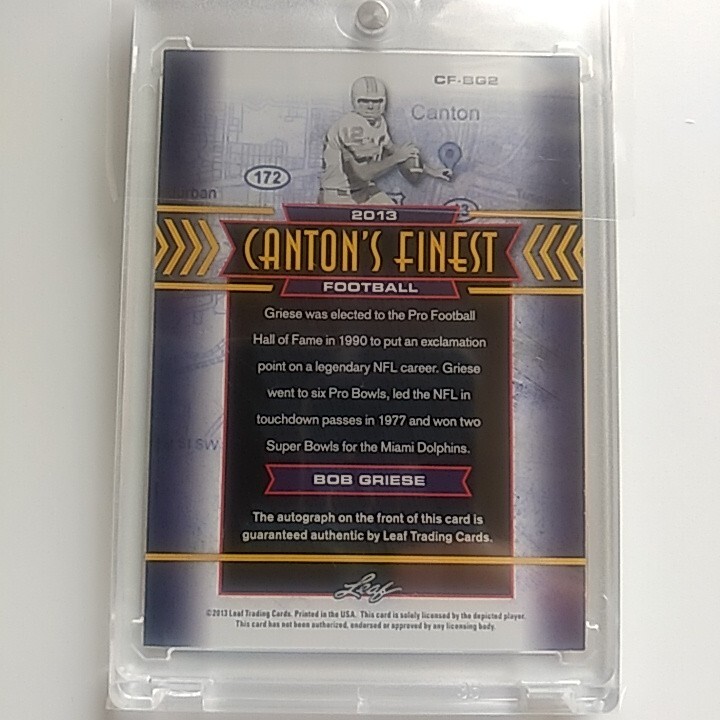 CF-BG2
Canton
12
172
2013
CANTON'S FINEST
FOOTBALL
Griese was elected to the Pro Football
Hall of Fame in 1990 to put an exclamation
point on a legendary NFL career. Griese
went to six Pro Bowls, led the NFL in
touchdown passes in 1977 and won two
Super Bowls for the Miami Dolphins.
BOB GRIESE
The autograph on the front of this card is
guaranteed authentic by Leaf Trading Cards.
Leaf
©2013 Leaf Trading Cards. Printed in the USA. This card is solely licensed by the depicted player.
This card has not been authorized, endorsed or approved by any licensing body.